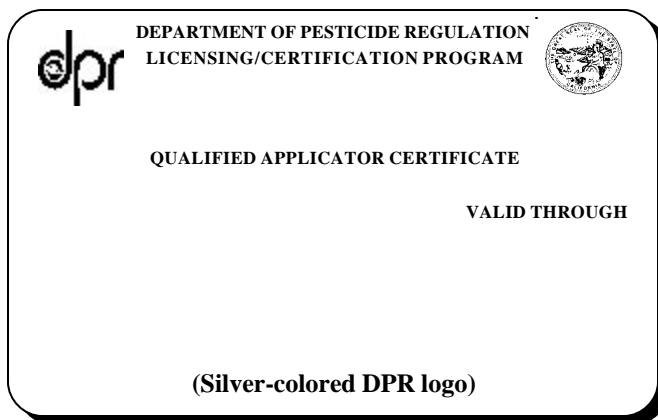 dpr
DEPARTMENT OF PESTICIDE REGULATION
LICENSING/CERTIFICATION PROGRAM
QUALIFIED APPLICATOR CERTIFICATE
VALID THROUGH
(Silver-colored DPR logo)